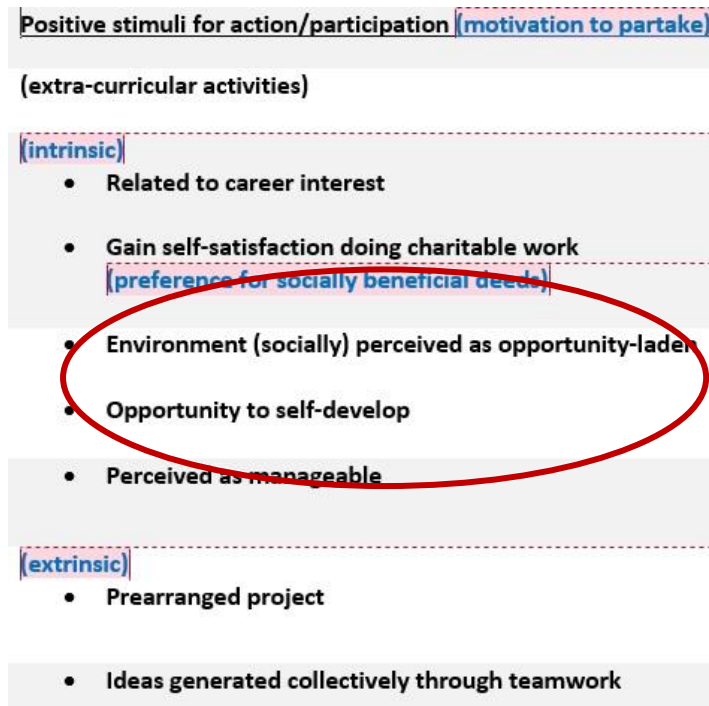 Positive stimuli for action/participation (motivation to partake)
(extra-curricular activities)
(intrinsic)
• Related to career interest
• Gain self-satisfaction doing charitable work
(preference for socially beneficial deeds)
• Environment (socially) perceived as opportunity-laden
• Opportunity to self-develop
• Perceived as manageable
(extrinsic)
• Prearranged project
• Ideas generated collectively through teamwork